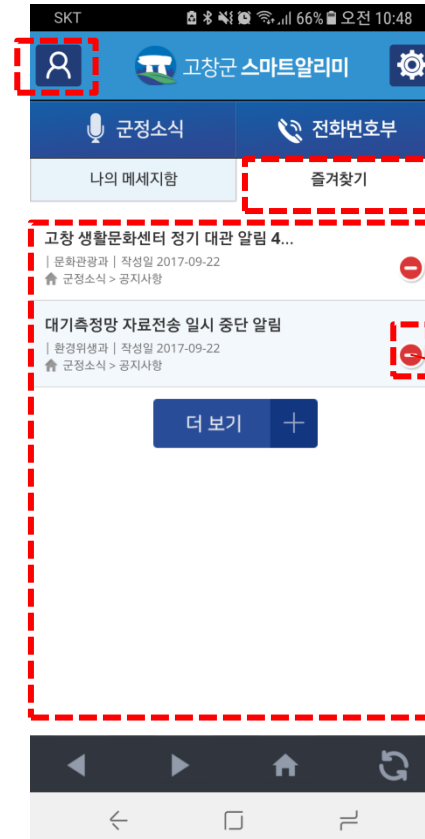 SKT 66% 오전 10:48
고창군 스마트알리미
군정소식 전화번호부
나의 메세지함 즐겨찾기
고창 생활문화센터 정기 대관 알림 4...
| 문화관광과 | 작성일 2017-09-22
군정소식 > 공지사항
대기측정망 자료전송 일시 중단 알림
| 환경위생과 | 작성일 2017-09-22
군정소식 > 공지사항
더 보기